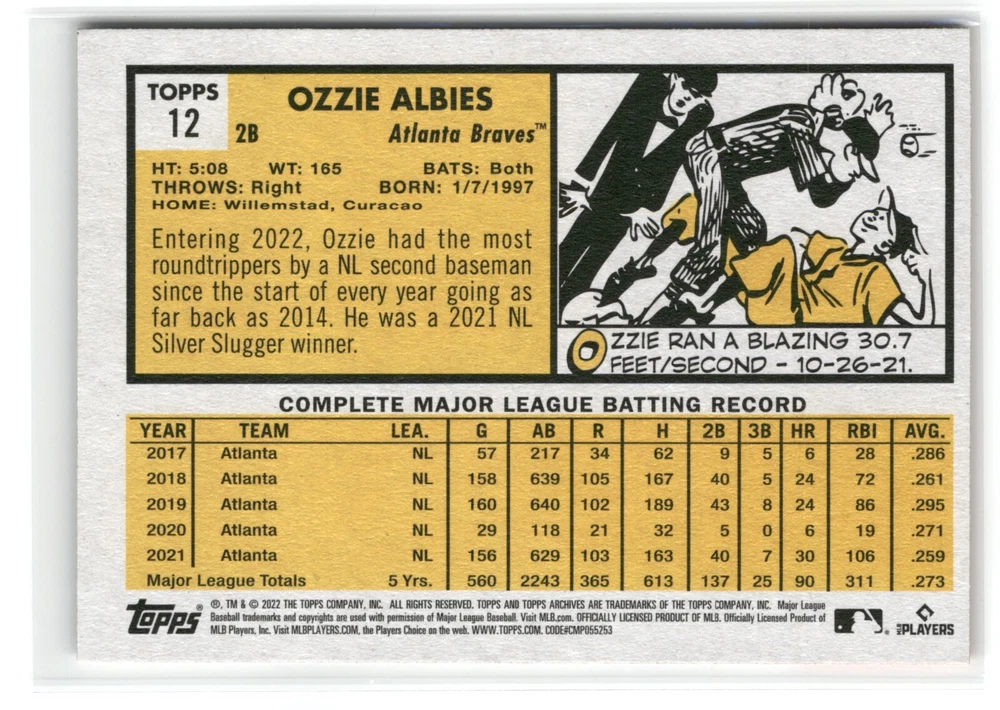 TOPPS
12
OZZIE ALBIES
2B
Atlanta Braves™
HT: 5:08 WT: 165 BATS: Both
THROWS: Right BORN: 1/7/1997
HOME: Willemstad, Curacao
Entering 2022, Ozzie had the most
roundtrippers by a NL second baseman
since the start of every year going as
far back as 2014. He was a 2021 NL
Silver Slugger winner.
OZZIE RAN A BLAZING 30.7
FEET/SECOND – 10-26-21.
COMPLETE MAJOR LEAGUE BATTING RECORD
YEAR TEAM LEA. G AB R H 2B 3B HR RBI AVG.
2017 Atlanta NL 57 217 34 62 9 5 6 28 .286
2018 Atlanta NL 158 639 105 167 40 5 24 72 .261
2019 Atlanta NL 160 640 102 189 43 8 24 86 .295
2020 Atlanta NL 29 118 21 32 5 0 6 19 .271
2021 Atlanta NL 156 629 103 163 40 7 30 106 .259
Major League Totals 5 Yrs. 560 2243 365 613 137 25 90 311 .273
topps®
®, TM & © 2022 THE TOPPS COMPANY, INC. ALL RIGHTS RESERVED. TOPPS AND TOPPS ARCHIVES ARE TRADEMARKS OF THE TOPPS COMPANY, INC. Major League
Baseball trademarks and copyrights are used with permission of Major League Baseball. Visit MLB.com. OFFICIALLY LICENSED PRODUCT OF MLB. Officially Licensed Product of
MLB Players, Inc. Visit MLBPLAYERS.COM, the Players Choice on the web. WWW.TOPPS.COM. CODE#CMP055253
MLB PLAYERS